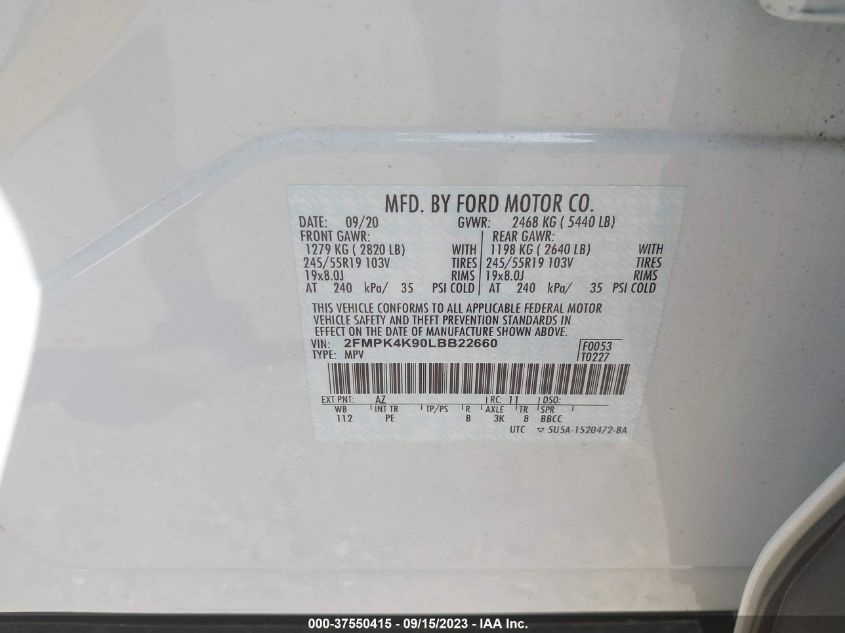 MFD. BY FORD MOTOR CO.
DATE: 09/20 GVWR: 2468 KG ( 5440 LB)
FRONT GAWR: REAR GAWR:
1279 KG ( 2820 LB) WITH 1198 KG ( 2640 LB) WITH
245/55R19 103V TIRES 245/55R19 103V TIRES
19x8.0J RIMS 19x8.0J RIMS
AT 240 kPa/ 35 PSI COLD AT 240 kPa/ 35 PSI COLD
THIS VEHICLE CONFORMS TO ALL APPLICABLE FEDERAL MOTOR
VEHICLE SAFETY AND THEFT PREVENTION STANDARDS IN
EFFECT ON THE DATE OF MANUFACTURE SHOWN ABOVE.
VIN: 2FMPK4K90LBB22660 F0053
TYPE: MPV T0227
EXT PNT: AZ RC: 11 DSO:
WB INT TR TP/PS R AXLE TR SPR
112 PE B 3K 8 BBCC
UTC ▽ 5U5A-1520472-BA
000-37550415 - 09/15/2023 - IAA Inc.